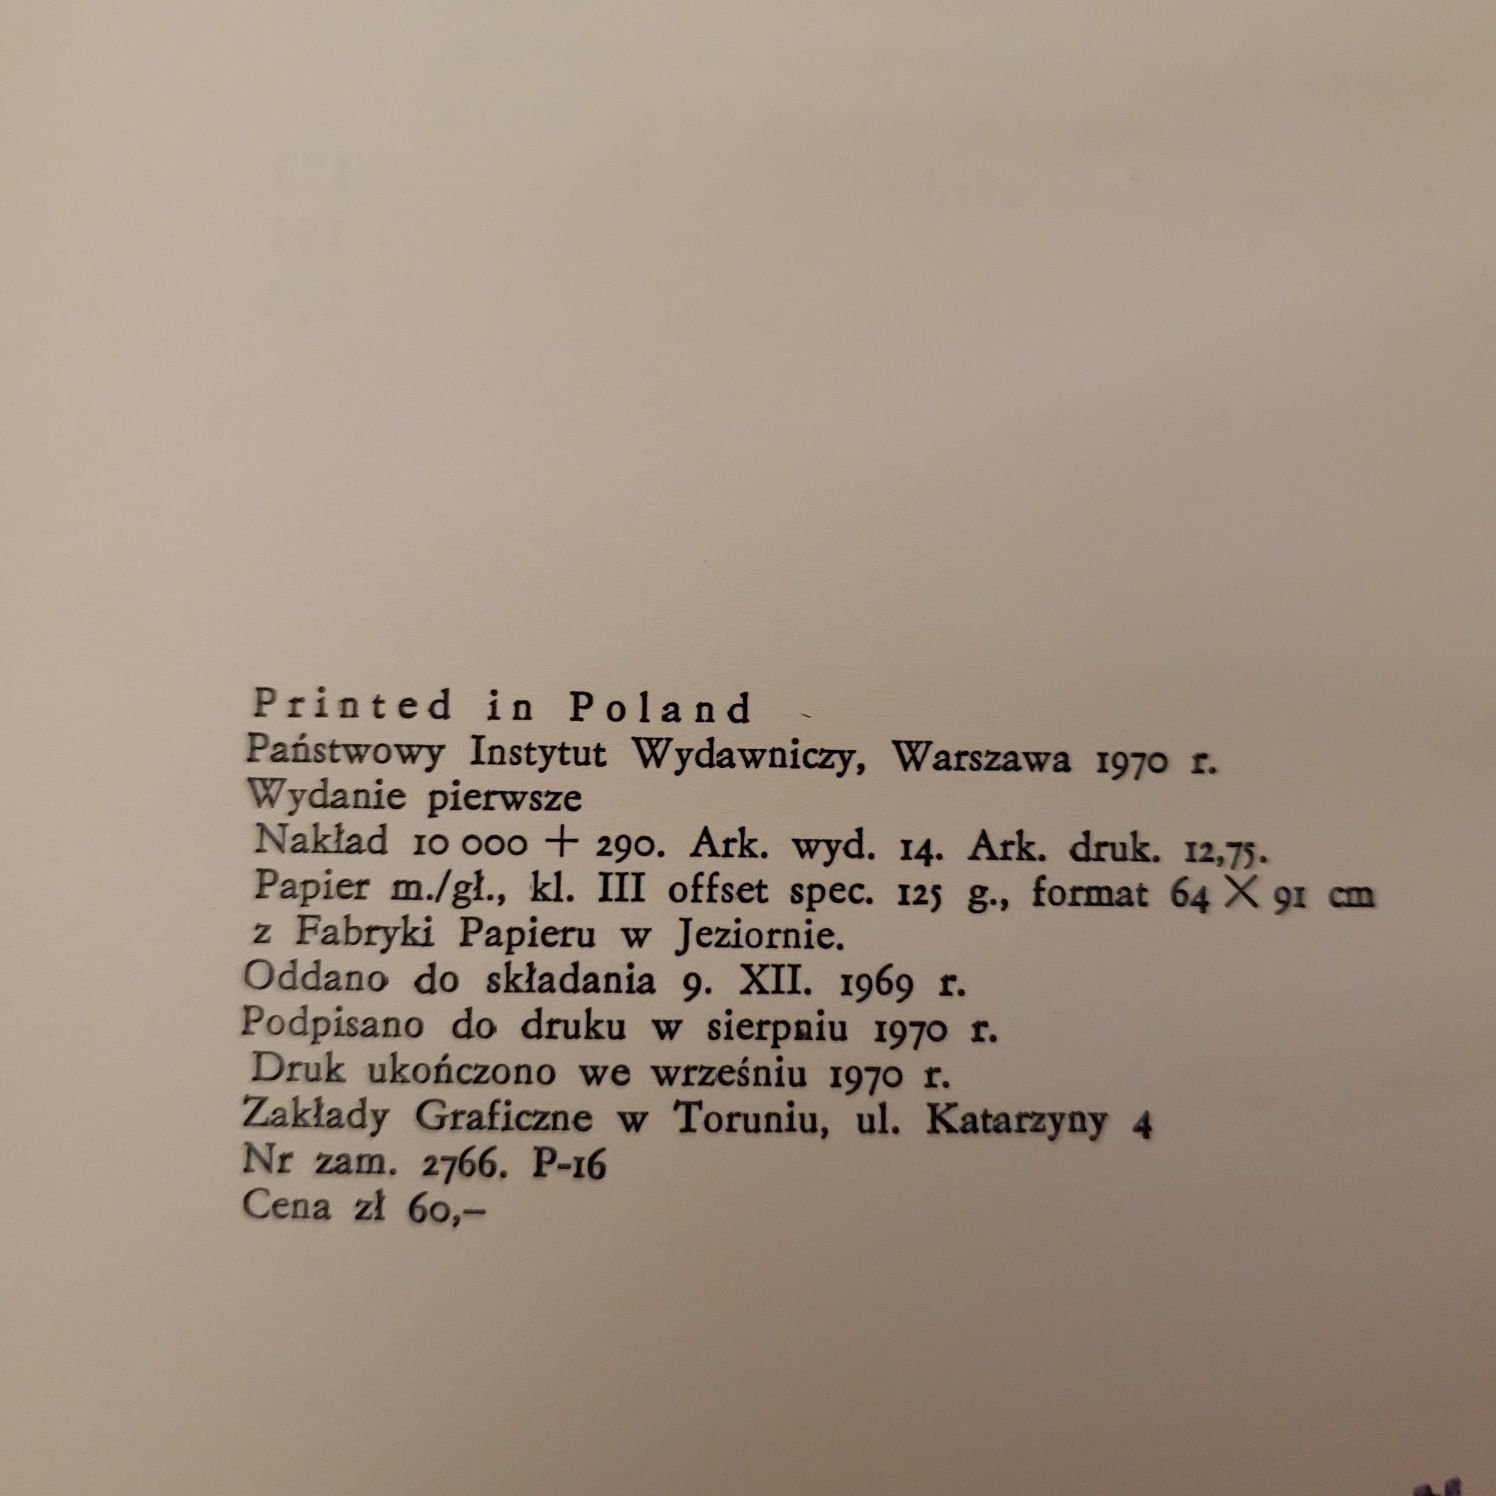 Printed in Poland
Państwowy Instytut Wydawniczy, Warszawa 1970 r.
Wydanie pierwsze
Nakład 10 000 + 290. Ark. wyd. 14. Ark. druk. 12,75.
Papier m./gł., kl. III offset spec. 125 g., format 64 X 91 cm
z Fabryki Papieru w Jeziornie.
Oddano do składania 9. XII. 1969 r.
Podpisano do druku w sierpniu 1970 r.
Druk ukończono we wrześniu 1970 r.
Zakłady Graficzne w Toruniu, ul. Katarzyny 4
Nr zam. 2766. P-16
Cena zł 60,–